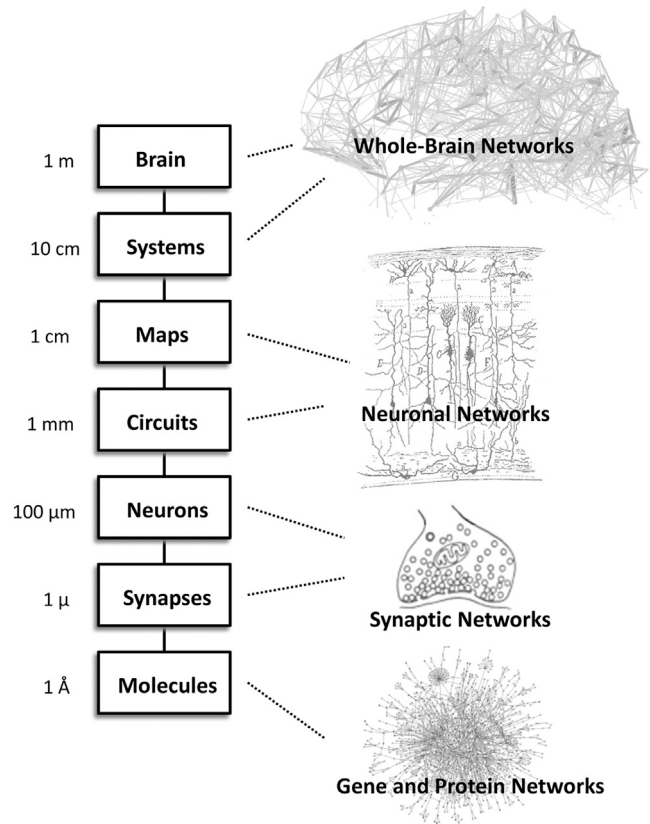 Whole-Brain Networks
1 m Brain
10 cm Systems
1 cm Maps
Neuronal Networks
1 mm Circuits
100 µm Neurons
1 µ Synapses
Synaptic Networks
1 Å Molecules
Gene and Protein Networks